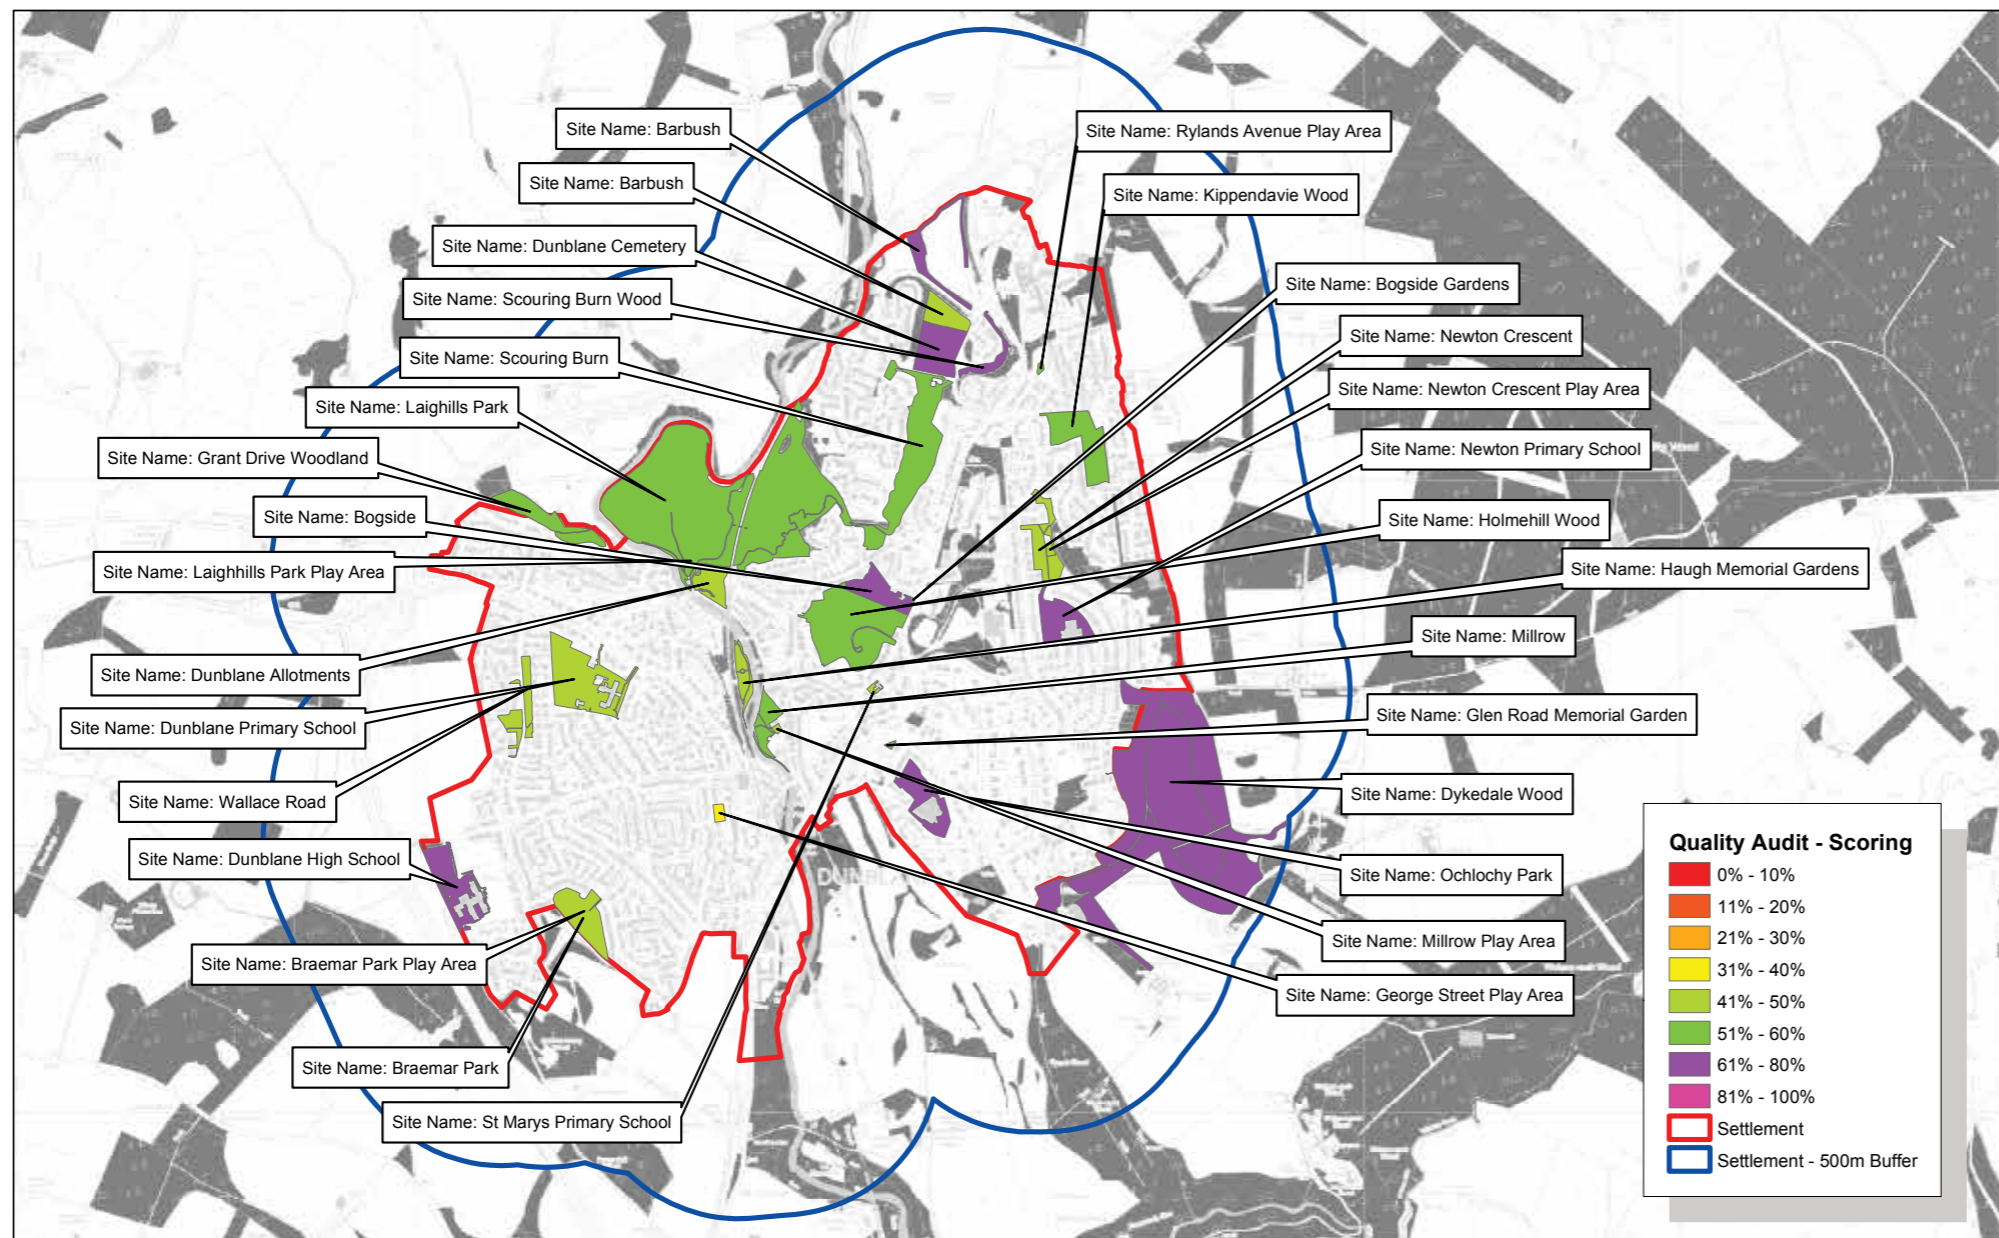 Site Name: Barbush
Site Name: Rylands Avenue Play Area
Site Name: Barbush
Site Name: Kippendavie Wood
Site Name: Dunblane Cemetery
Site Name: Bogside Gardens
Site Name: Scouring Burn Wood
Site Name: Newton Crescent
Site Name: Scouring Burn
Site Name: Newton Crescent Play Area
Site Name: Laighills Park
Site Name: Newton Primary School
Site Name: Grant Drive Woodland
Site Name: Bogside
Site Name: Holmehill Wood
Site Name: Laighhills Park Play Area
Site Name: Haugh Memorial Gardens
Site Name: Millrow
Site Name: Dunblane Allotments
Site Name: Glen Road Memorial Garden
Site Name: Dunblane Primary School
Site Name: Dykedale Wood
Site Name: Wallace Road
Site Name: Dunblane High School
Site Name: Ochlochy Park
Site Name: Millrow Play Area
Site Name: Braemar Park Play Area
Site Name: George Street Play Area
Site Name: Braemar Park
Site Name: St Marys Primary School
Quality Audit - Scoring
0% - 10%
11% - 20%
21% - 30%
31% - 40%
41% - 50%
51% - 60%
61% - 80%
81% - 100%
Settlement
Settlement - 500m Buffer